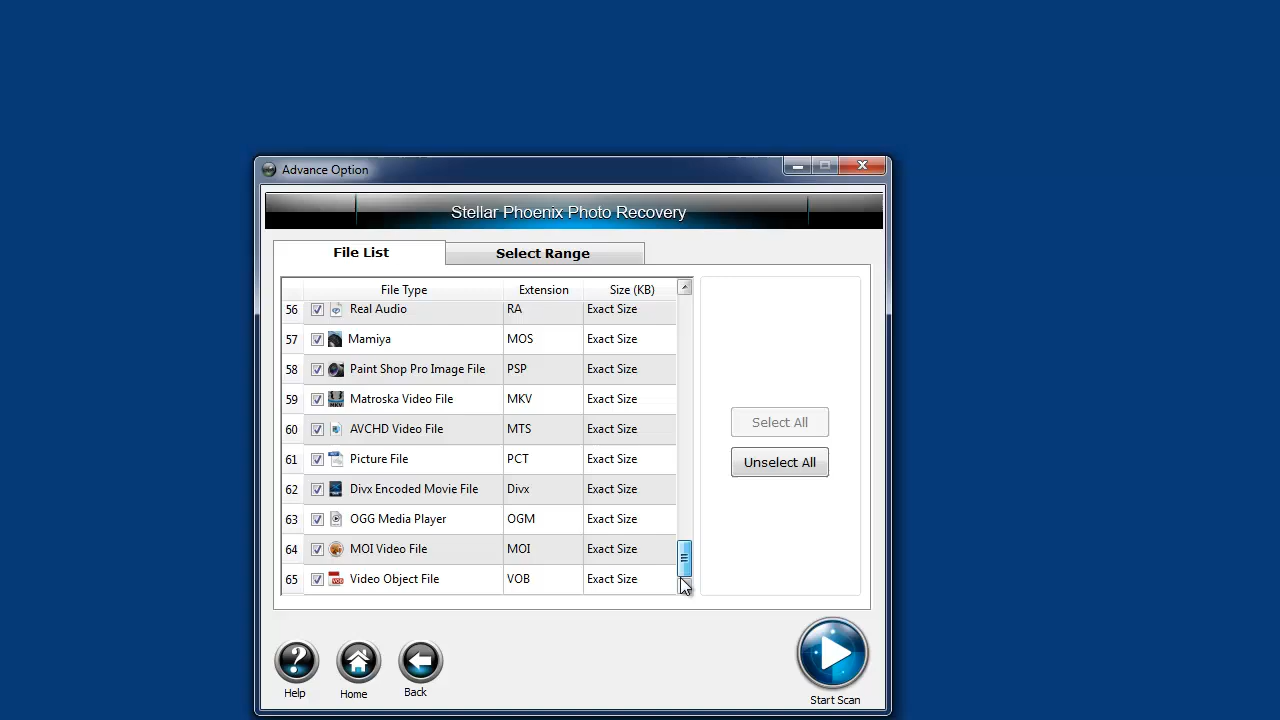 Advance Option
Stellar Phoenix Photo Recovery
File List Select Range
File Type Extension Size (KB)
56 Real Audio RA Exact Size
57 Mamiya MOS Exact Size
58 Paint Shop Pro Image File PSP Exact Size
59 MKV Matroska Video File MKV Exact Size
60 AVCHD Video File MTS Exact Size
61 Picture File PCT Exact Size
62 Divx Encoded Movie File Divx Exact Size
63 OGG Media Player OGM Exact Size
64 MOI Video File MOI Exact Size
65 VOB Video Object File VOB Exact Size
Select All
Unselect All
?
Help Home Back Start Scan